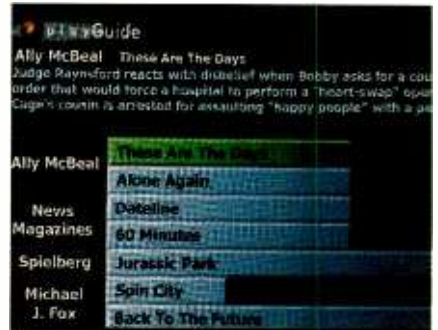 Guide
Ally McBeal These Are The Days
Judge Raynsford reacts with disbelief when Bobby asks for a cou
order that would force a hospital to perform a "heart-swap" oper
Cage's cousin is arrested for assaulting "happy people" with a pa
Ally McBeal
These Are The Days
Alone Again
News
Magazines
Dateline
60 Minutes
Spielberg
Jurassic Park
Michael
J. Fox
Spin City
Back To The Future